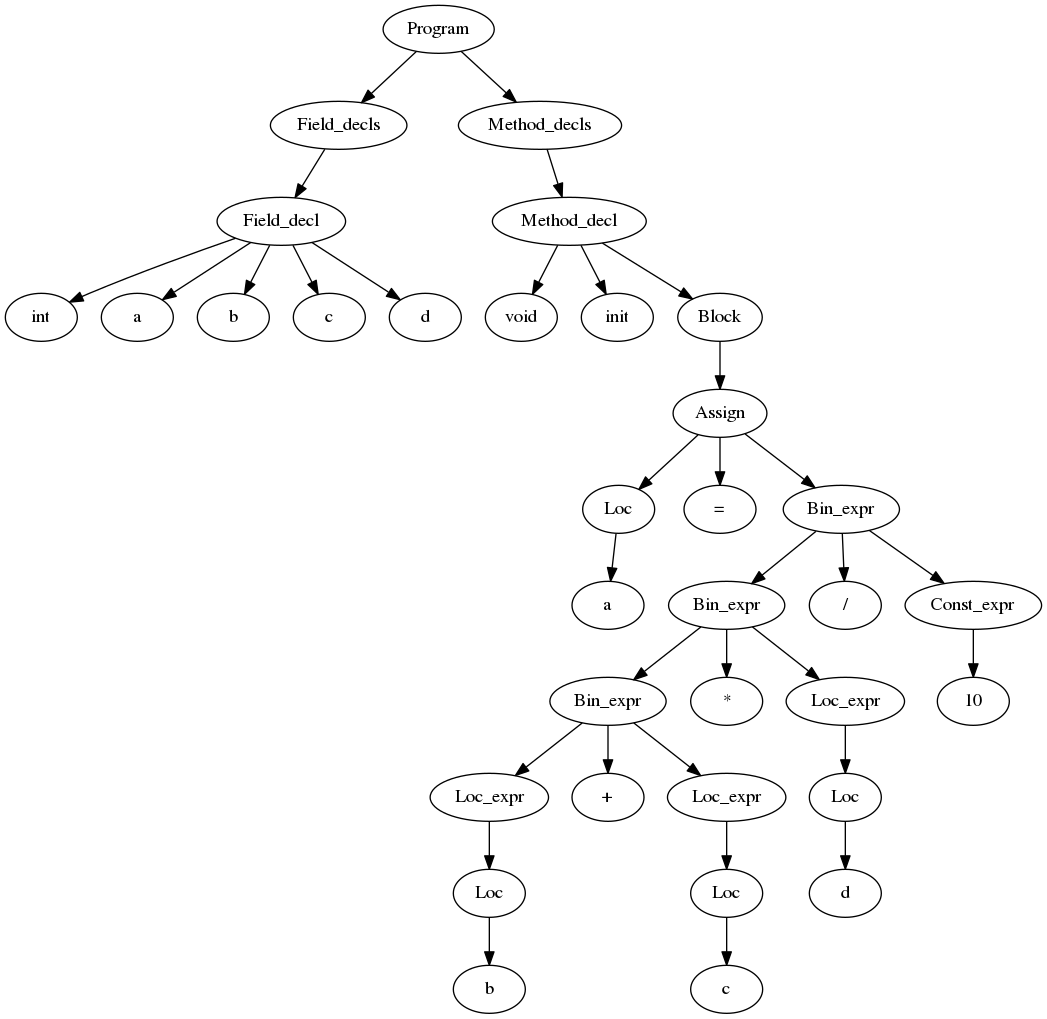 Program
Field_decls Method_decls
Field_decl Method_decl
int a b c d void init Block
Assign
Loc = Bin_expr
a Bin_expr / Const_expr
Bin_expr * Loc_expr 10
Loc_expr + Loc_expr Loc
Loc Loc d
b c